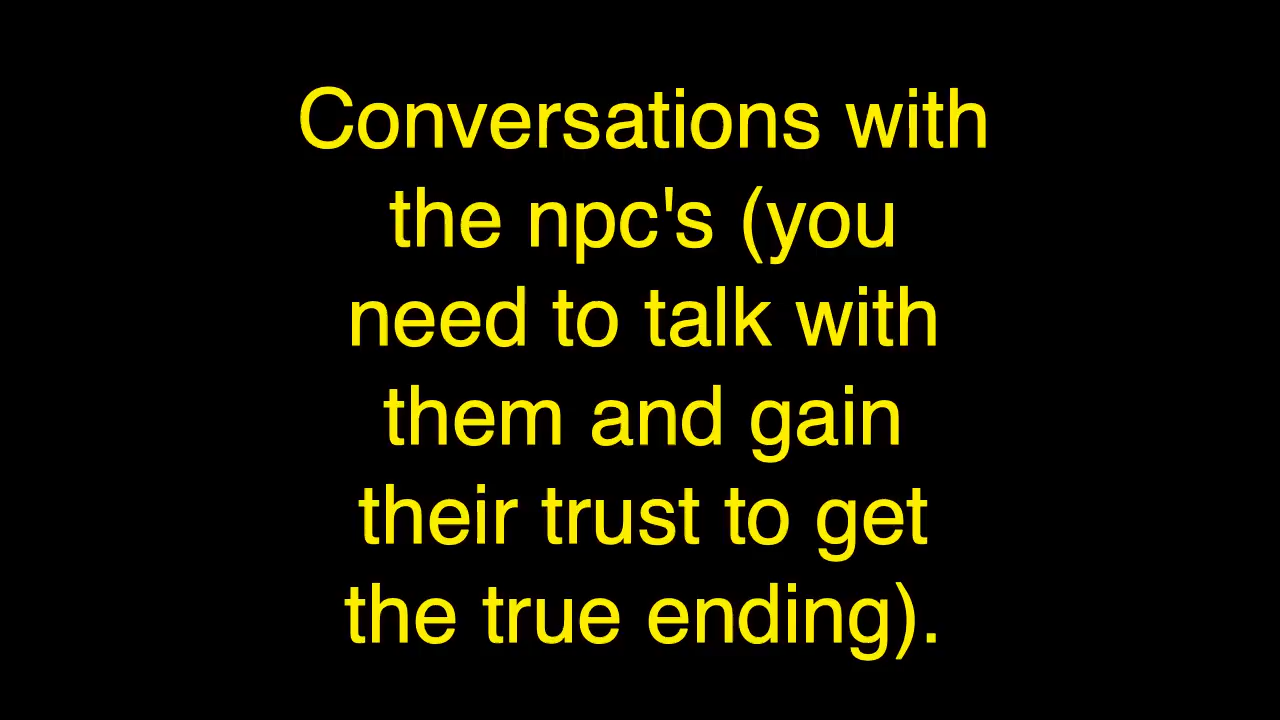 Conversations with
the npc's (you
need to talk with
them and gain
their trust to get
the true ending).